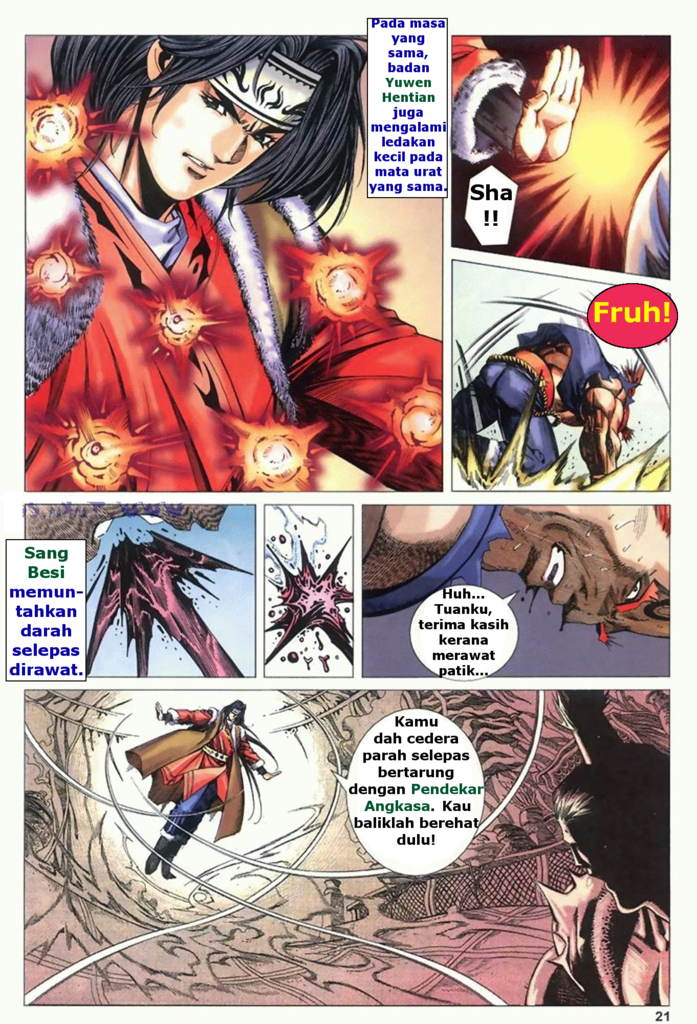 Pada masa
yang
sama,
badan
Yuwen
Hentian
juga
mengalami
ledakan
kecil pada
mata urat
yang sama.
Sha
!!
Fruh!
Sang
Besi
memun-
tahkan
darah
selepas
dirawat.
Huh...
Tuanku,
terima kasih
kerana
merawat
patik...
Kamu
dah cedera
parah selepas
bertarung
dengan Pendekar
Angkasa. Kau
baliklah berehat
dulu!
21